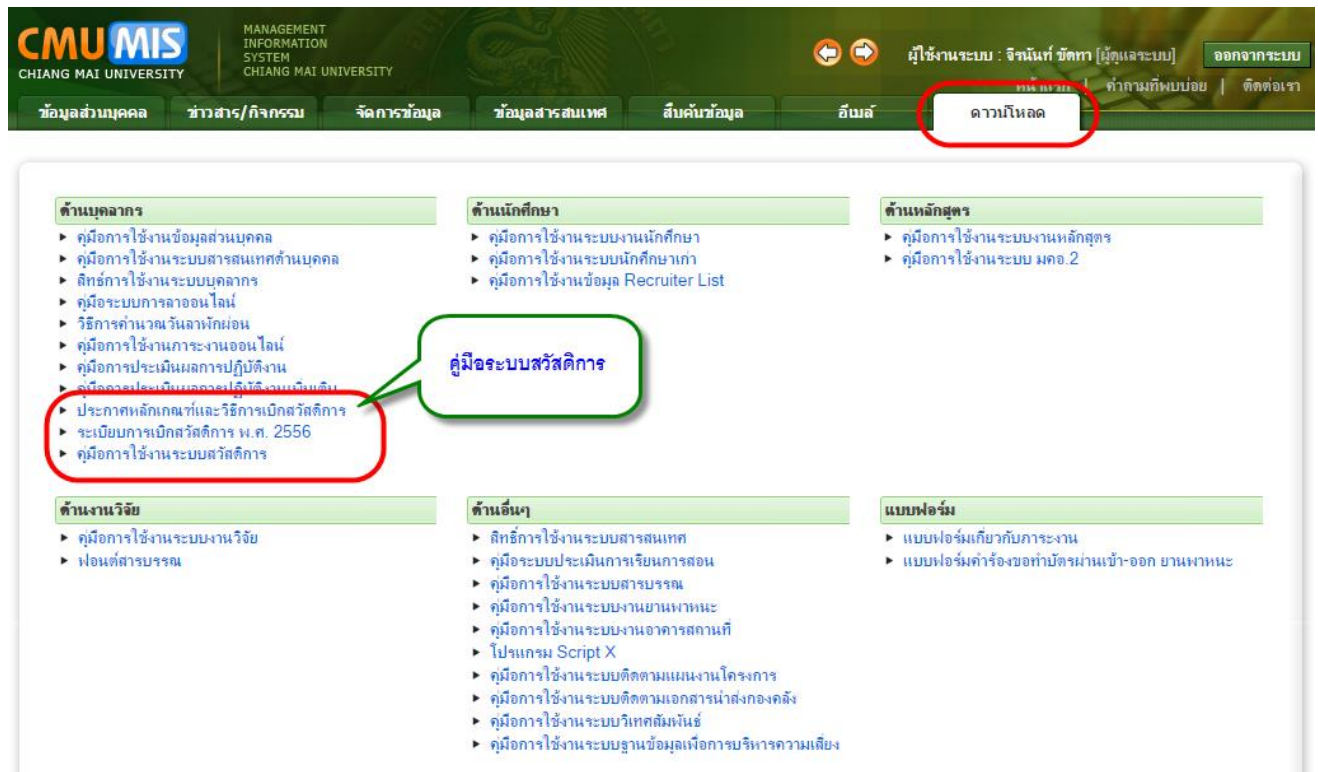 CMU MIS
CHIANG MAI UNIVERSITY
MANAGEMENT
INFORMATION
SYSTEM
CHIANG MAI UNIVERSITY
ผู้ใช้งานระบบ : จิรนันท์ ขัดทา [ผู้ดูแลระบบ]
ออกจากระบบ
หน้าแรก | คำถามที่พบบ่อย | ติดต่อเรา
ข้อมูลส่วนบุคคล
ข่าวสาร/กิจกรรม
จัดการข้อมูล
ข้อมูลสารสนเทศ
สืบค้นข้อมูล
อีเมล์
ดาวน์โหลด
ด้านบุคลากร
คู่มือการใช้งานข้อมูลส่วนบุคคล
คู่มือการใช้งานระบบสารสนเทศด้านบุคคล
สิทธิ์การใช้งานระบบบุคลากร
คู่มือระบบการลาออนไลน์
วิธีการคำนวณวันลาพักผ่อน
คู่มือการใช้งานภาระงานออนไลน์
คู่มือการประเมินผลการปฏิบัติงาน
คู่มือการประเมินผลการปฏิบัติงานเพิ่มเติม
ประกาศหลักเกณฑ์และวิธีการเบิกสวัสดิการ
ระเบียบการเบิกสวัสดิการ พ.ศ. 2556
คู่มือการใช้งานระบบสวัสดิการ
คู่มือระบบสวัสดิการ
ด้านนักศึกษา
คู่มือการใช้งานระบบงานนักศึกษา
คู่มือการใช้งานระบบนักศึกษาเก่า
คู่มือการใช้งานข้อมูล Recruiter List
ด้านหลักสูตร
คู่มือการใช้งานระบบงานหลักสูตร
คู่มือการใช้งานระบบ มคอ.2
ด้านงานวิจัย
คู่มือการใช้งานระบบงานวิจัย
ฟอนต์สารบรรณ
ด้านอื่นๆ
สิทธิ์การใช้งานระบบสารสนเทศ
คู่มือระบบประเมินการเรียนการสอน
คู่มือการใช้งานระบบสารบรรณ
คู่มือการใช้งานระบบงานยานพาหนะ
คู่มือการใช้งานระบบงานอาคารสถานที่
โปรแกรม Script X
คู่มือการใช้งานระบบติดตามแผนงานโครงการ
คู่มือการใช้งานระบบติดตามเอกสารนำส่งกองคลัง
คู่มือการใช้งานระบบวิเทศสัมพันธ์
คู่มือการใช้งานระบบฐานข้อมูลเพื่อการบริหารความเสี่ยง
แบบฟอร์ม
แบบฟอร์มเกี่ยวกับภาระงาน
แบบฟอร์มคำร้องขอทำบัตรผ่านเข้า-ออก ยานพาหนะ